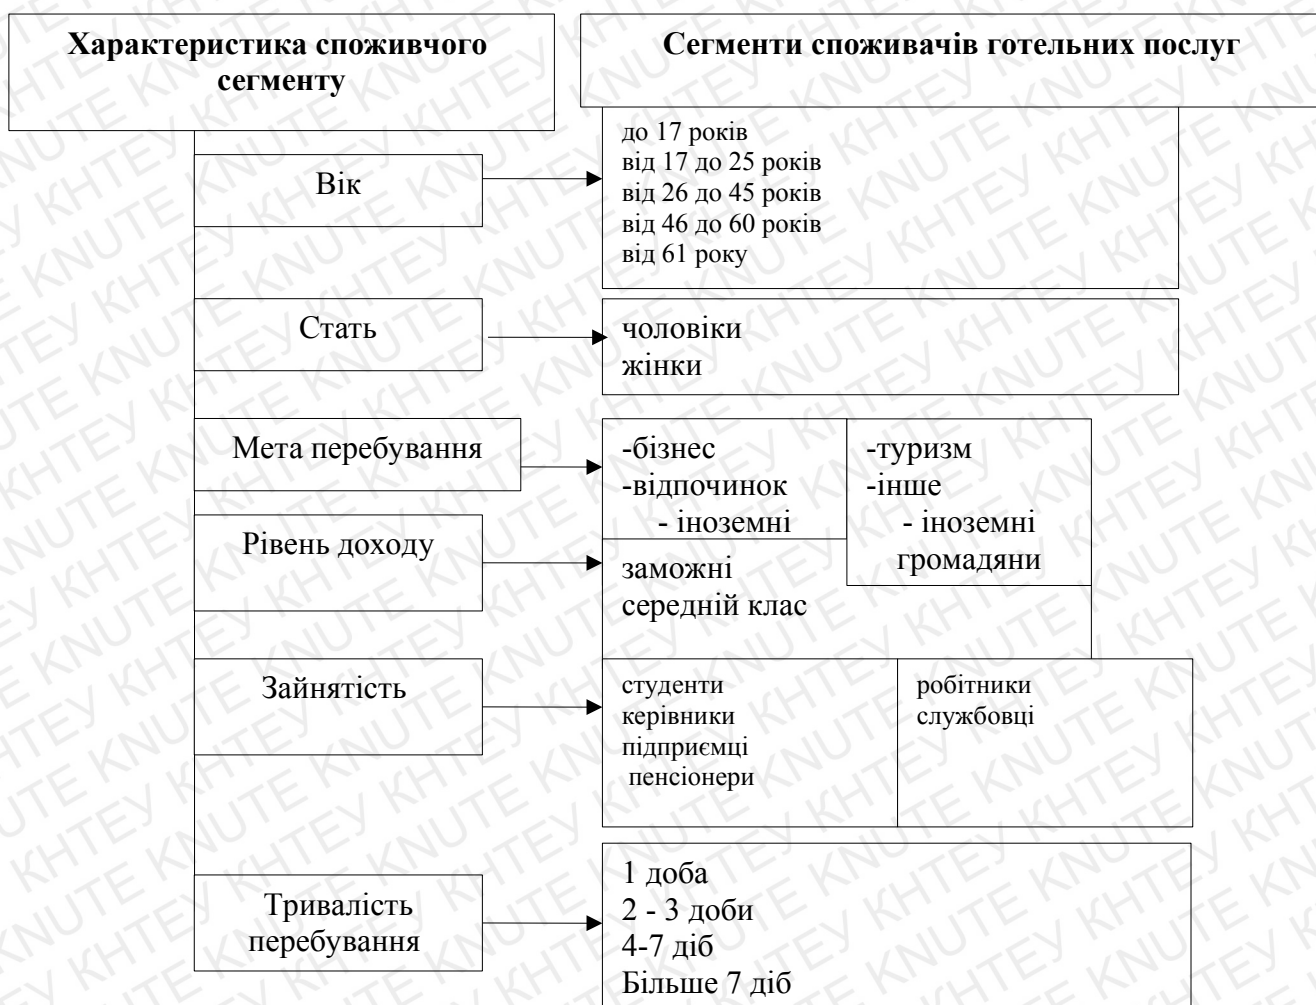 Характеристика споживчого
сегменту
Сегменти споживачів готельних послуг
Вік
до 17 років
від 17 до 25 років
від 26 до 45 років
від 46 до 60 років
від 61 року
Стать
чоловіки
жінки
Мета перебування
-бізнес
-відпочинок
- іноземні
-туризм
-інше
- іноземні
громадяни
Рівень доходу
заможні
середній клас
Зайнятість
студенти
керівники
підприємці
пенсіонери
робітники
службовці
Тривалість
перебування
1 доба
2 - 3 доби
4-7 діб
Більше 7 діб